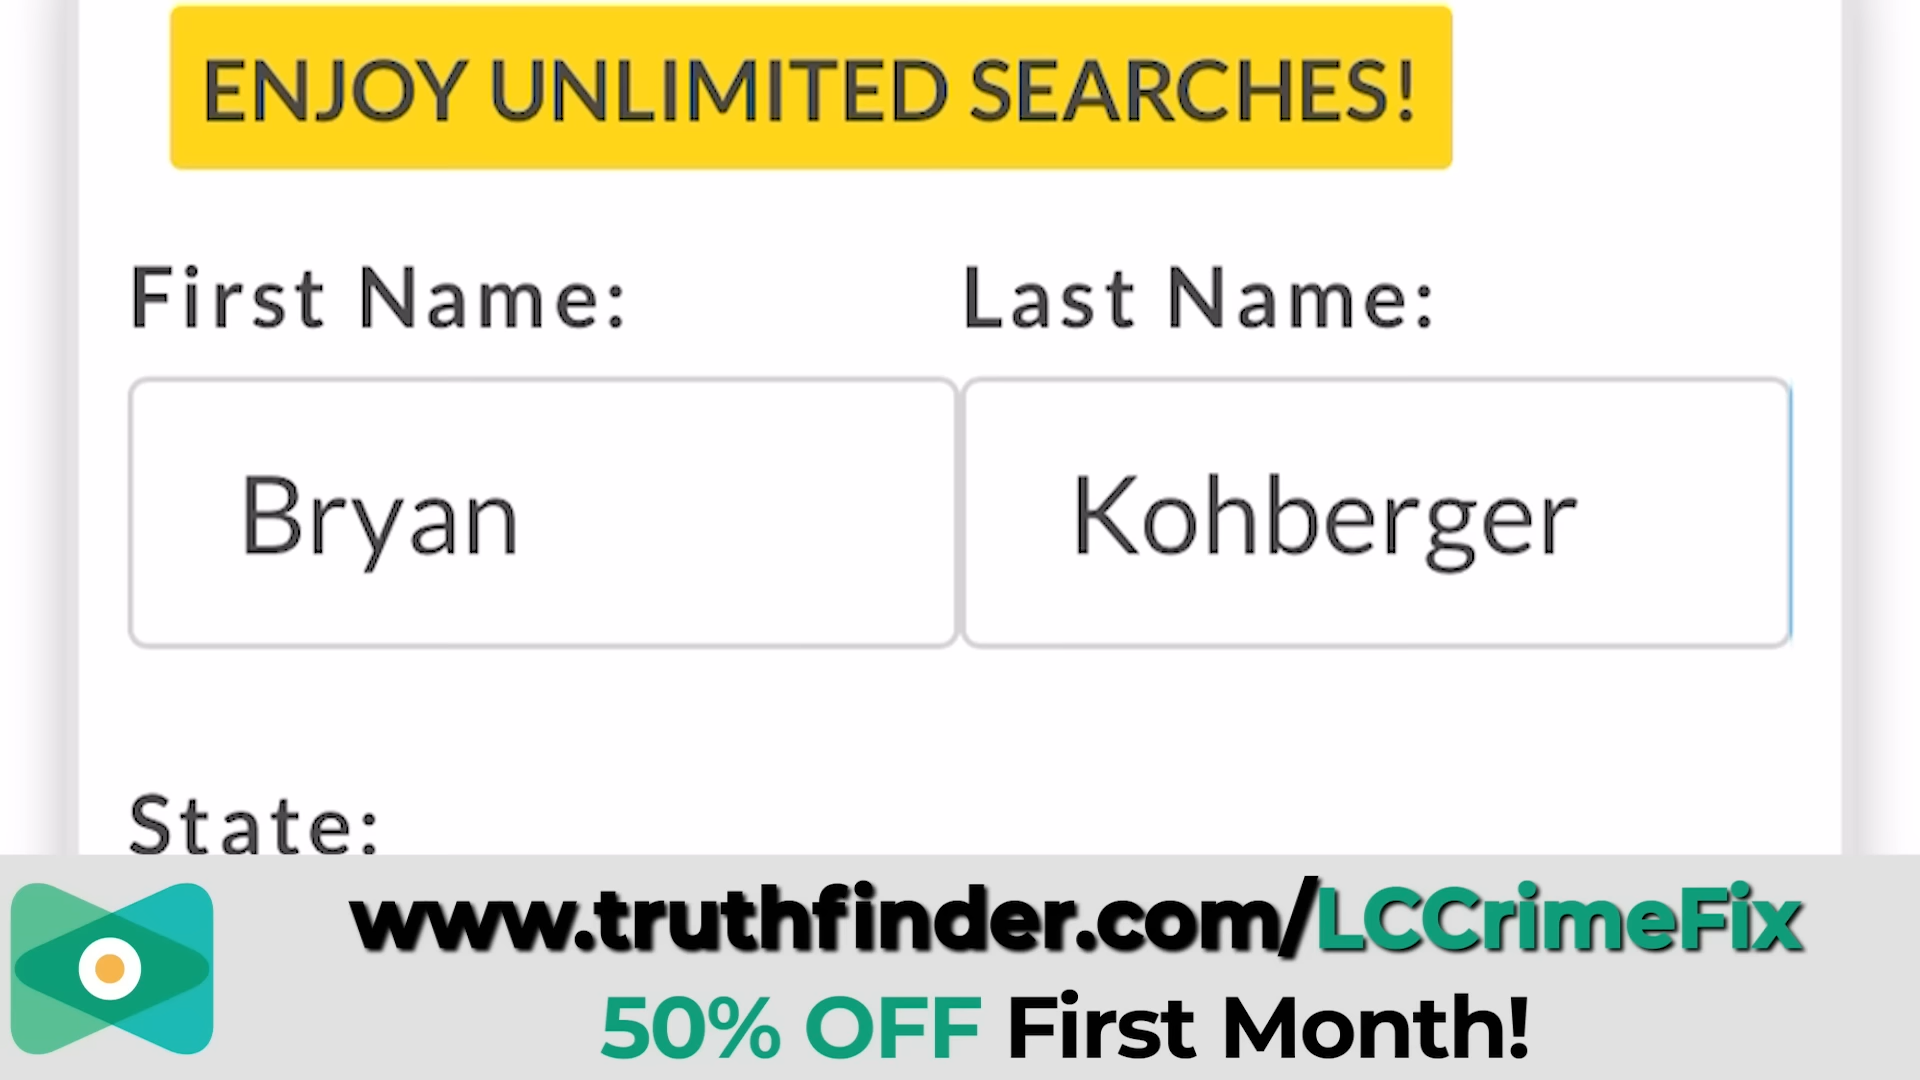 ENJOY UNLIMITED SEARCHES!
First Name: Last Name:
Bryan Kohberger
State:
www.truthfinder.com/LCCrimeFix
50% OFF First Month!